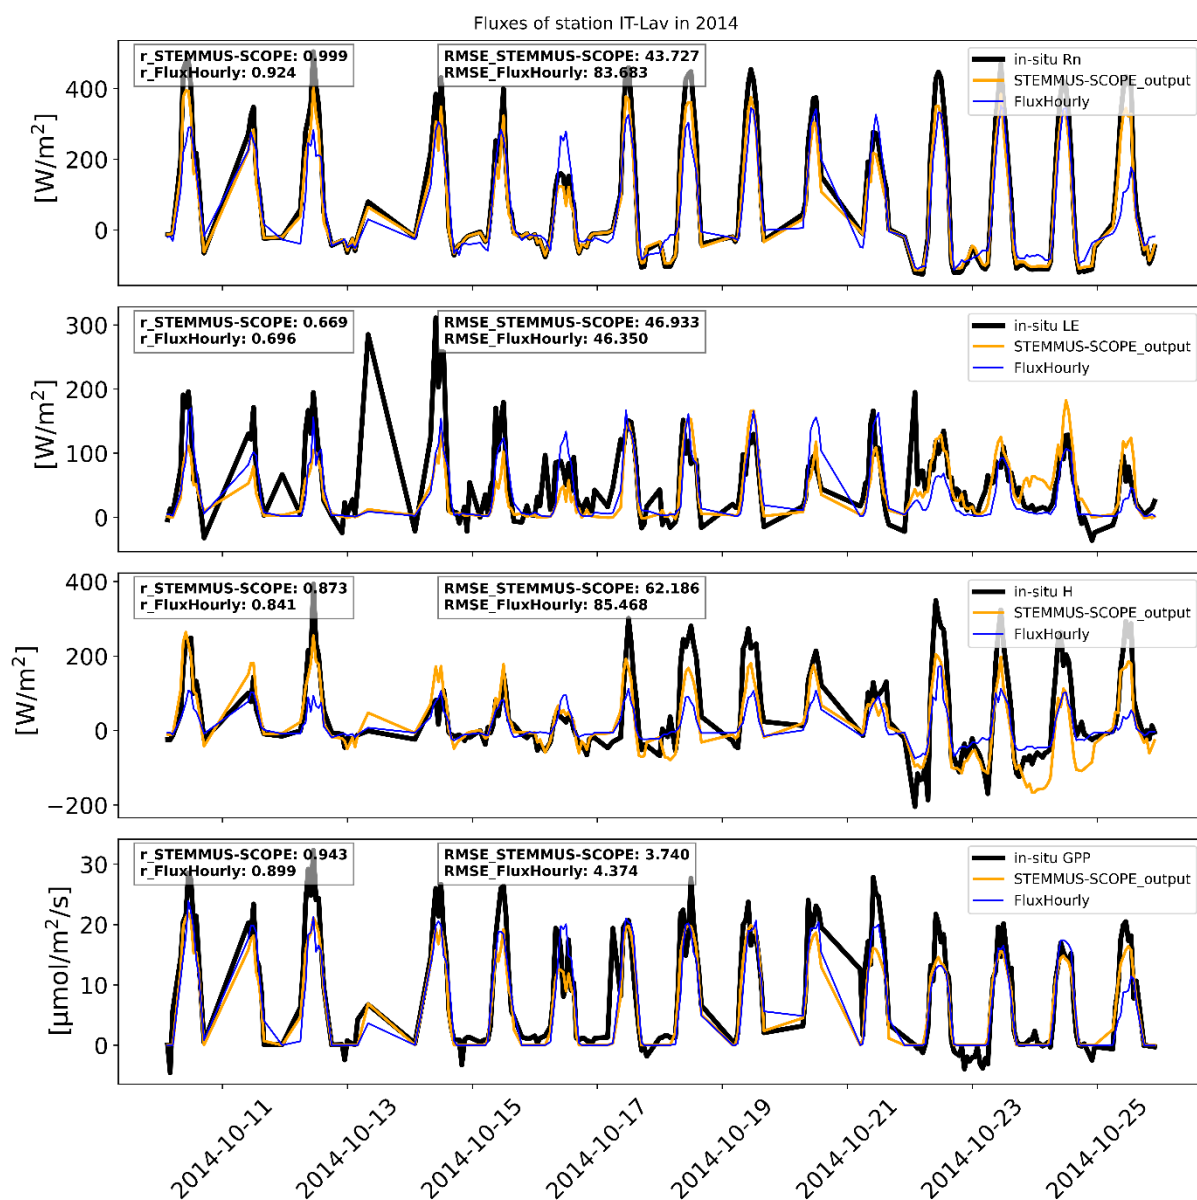 Fluxes of station IT-Lav in 2014
r_STEMMUS-SCOPE: 0.999
r_FluxHourly: 0.924
RMSE_STEMMUS-SCOPE: 43.727
RMSE_FluxHourly: 83.683
in-situ Rn
STEMMUS-SCOPE_output
FluxHourly
400
200
0
[W/m²]
r_STEMMUS-SCOPE: 0.669
r_FluxHourly: 0.696
RMSE_STEMMUS-SCOPE: 46.933
RMSE_FluxHourly: 46.350
in-situ LE
STEMMUS-SCOPE_output
FluxHourly
300
200
100
0
[W/m²]
r_STEMMUS-SCOPE: 0.873
r_FluxHourly: 0.841
RMSE_STEMMUS-SCOPE: 62.186
RMSE_FluxHourly: 85.468
in-situ H
STEMMUS-SCOPE_output
FluxHourly
400
200
0
−200
[W/m²]
r_STEMMUS-SCOPE: 0.943
r_FluxHourly: 0.899
RMSE_STEMMUS-SCOPE: 3.740
RMSE_FluxHourly: 4.374
in-situ GPP
STEMMUS-SCOPE_output
FluxHourly
30
20
10
0
[μmol/m²/s]
2014-10-11
2014-10-13
2014-10-15
2014-10-17
2014-10-19
2014-10-21
2014-10-23
2014-10-25